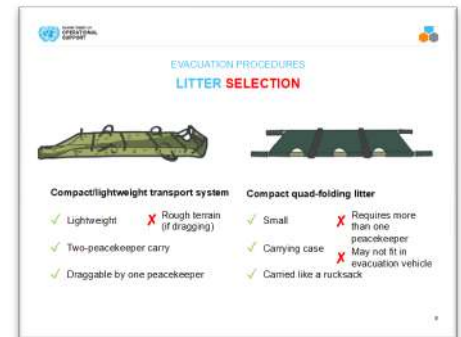 OPERATIONAL
SUPPORT
EVACUATION PROCEDURES
LITTER SELECTION
Compact/lightweight transport system
✓ Lightweight
✗ Rough terrain
(if dragging)
✓ Two-peacekeeper carry
✓ Draggable by one peacekeeper
Compact quad-folding litter
✓ Small
✗ Requires more
than one
peacekeeper
✓ Carrying case
✗ May not fit in
evacuation vehicle
✓ Carried like a rucksack